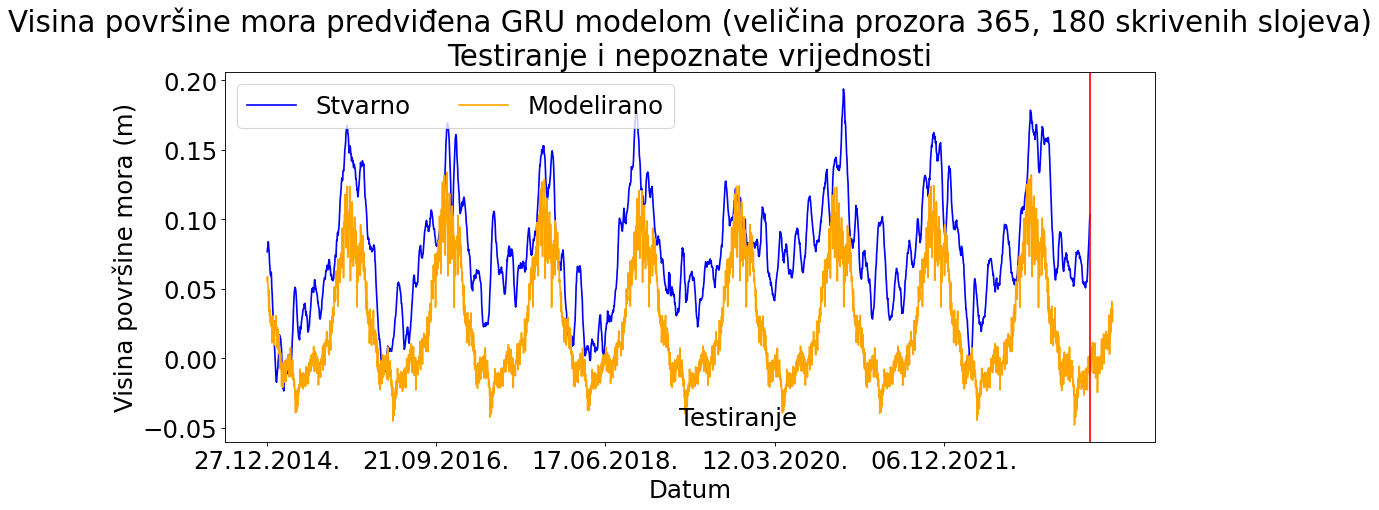 Visina površine mora predviđena GRU modelom (veličina prozora 365, 180 skrivenih slojeva)
Testiranje i nepoznate vrijednosti
Stvarno
Modelirano
Visina površine mora (m)
0.20
0.15
0.10
0.05
0.00
−0.05
Testiranje
27.12.2014.
21.09.2016.
17.06.2018.
12.03.2020.
06.12.2021.
Datum